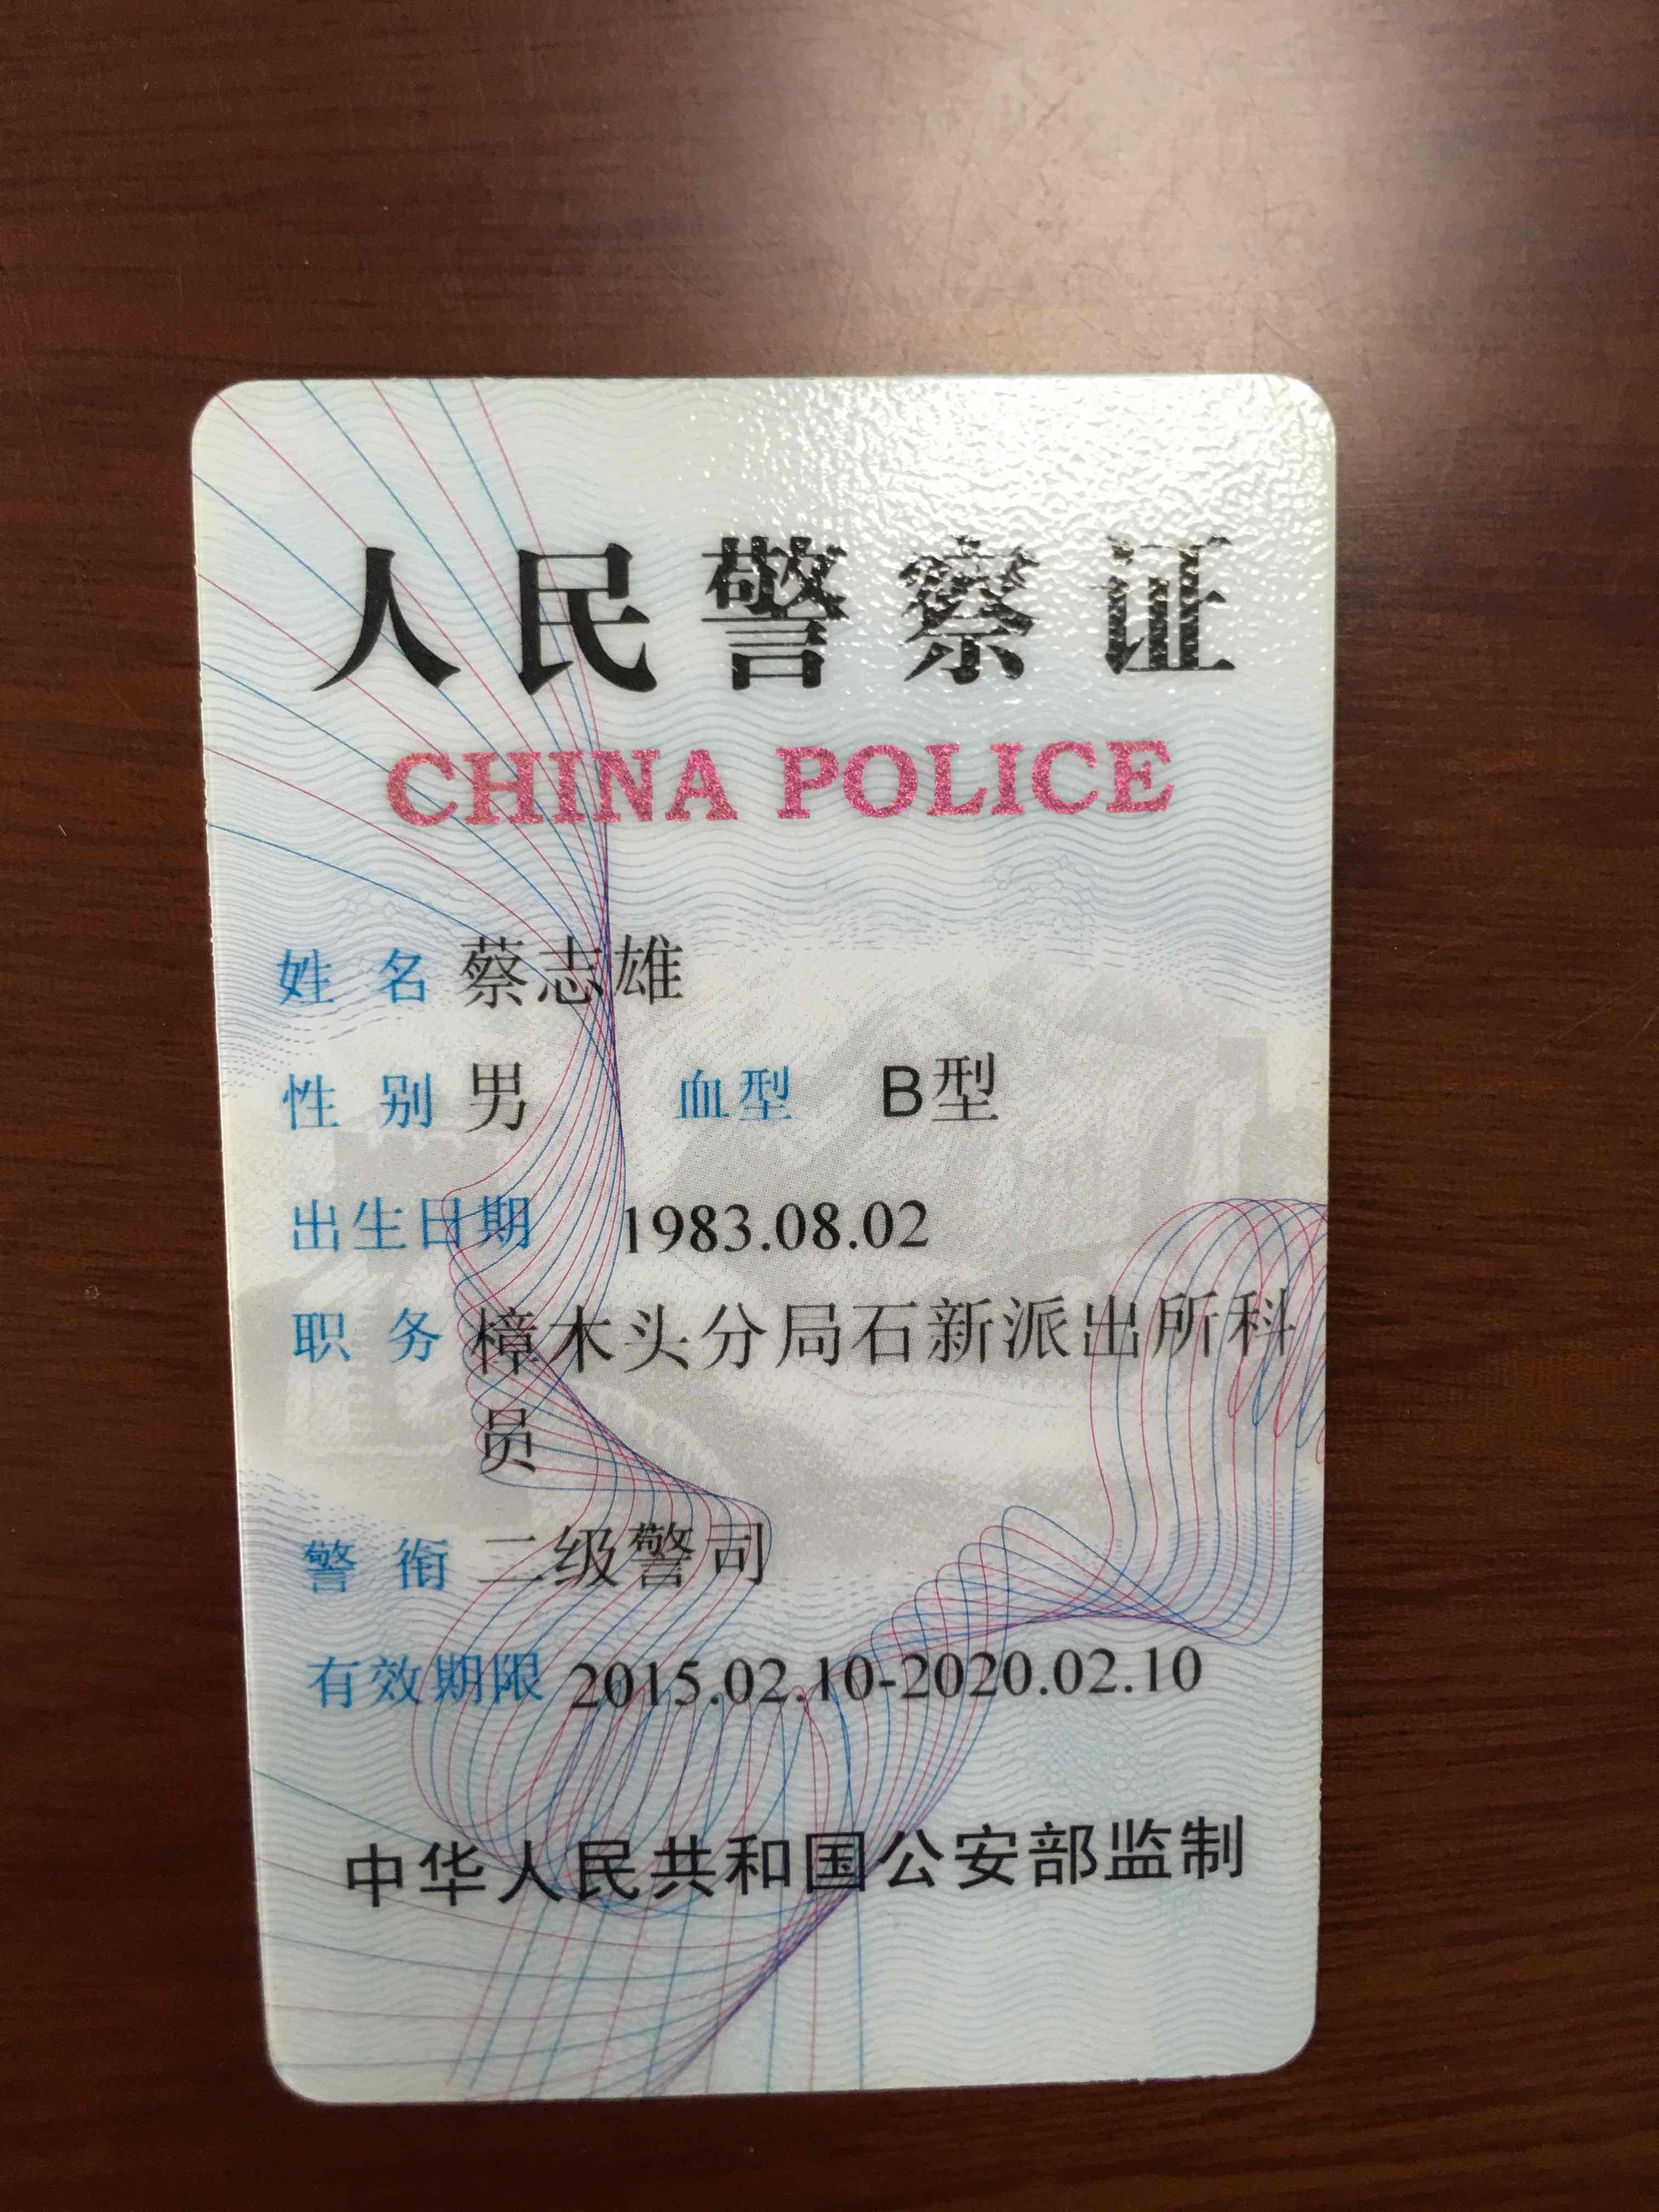 人民警察证
CHINA POLICE
姓 名 蔡志雄
性 别 男 血型 B型
出生日期 1983.08.02
职 务 樟木头分局石新派出所科
员
警 衔 二级警司
有效期限 2015.02.10-2020.02.10
中华人民共和国公安部监制